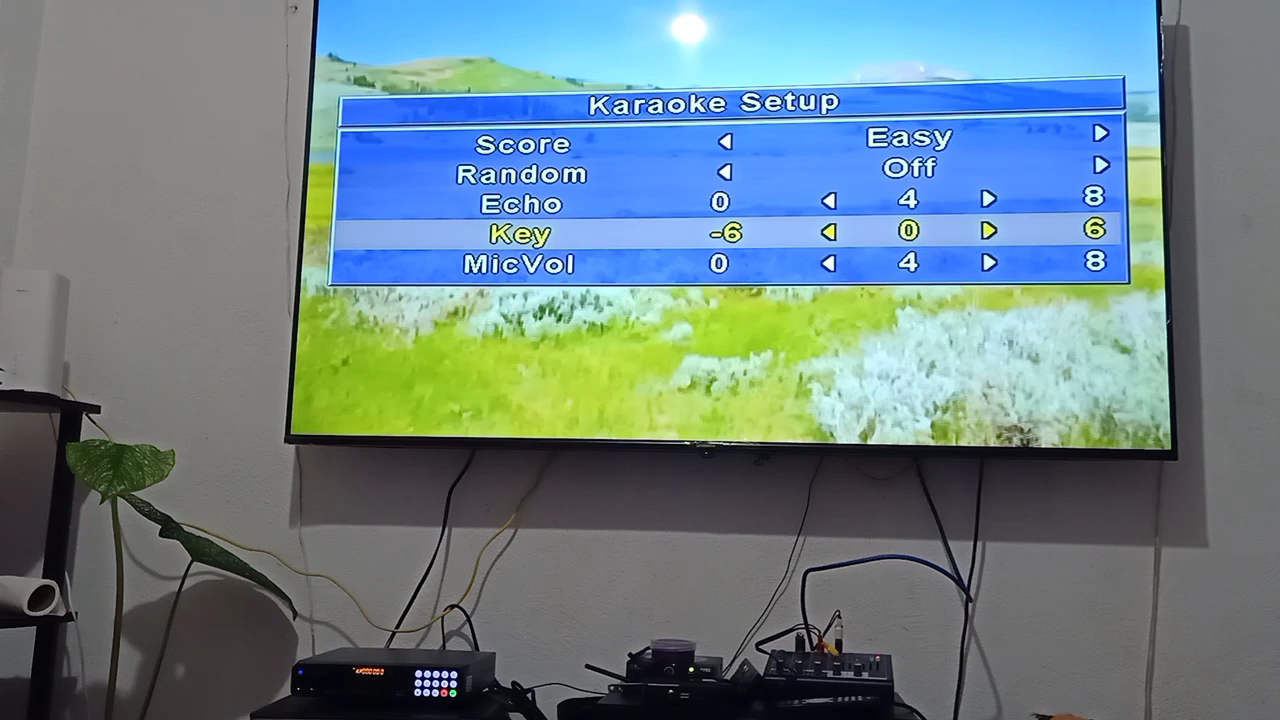 Karaoke Setup
Score Easy
Random Off
Echo 0 4 8
Key -6 0 6
MicVol 0 4 8